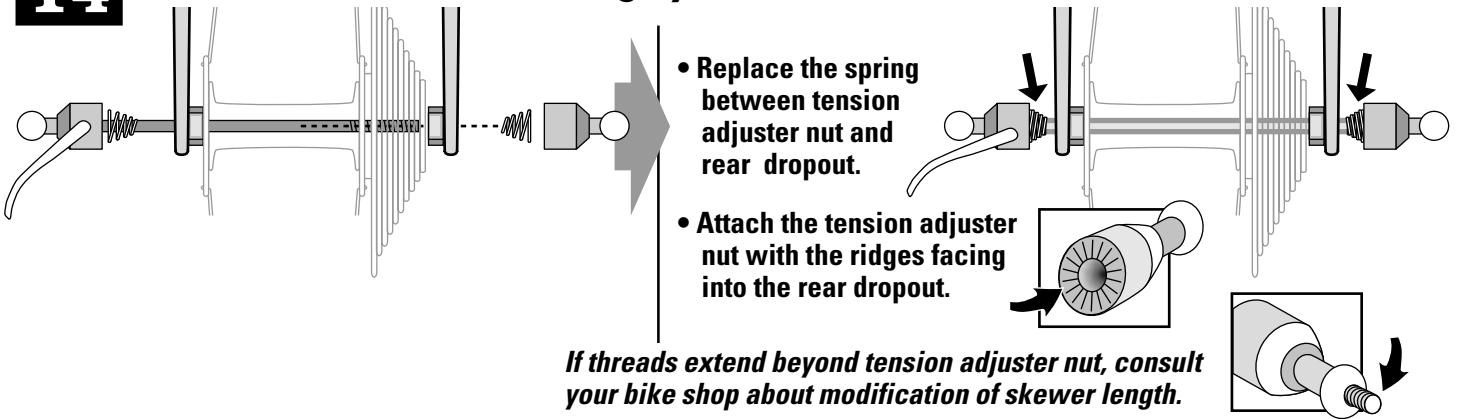 14
• Replace the spring
between tension
adjuster nut and
rear dropout.
• Attach the tension adjuster
nut with the ridges facing
into the rear dropout.
If threads extend beyond tension adjuster nut, consult
your bike shop about modification of skewer length.